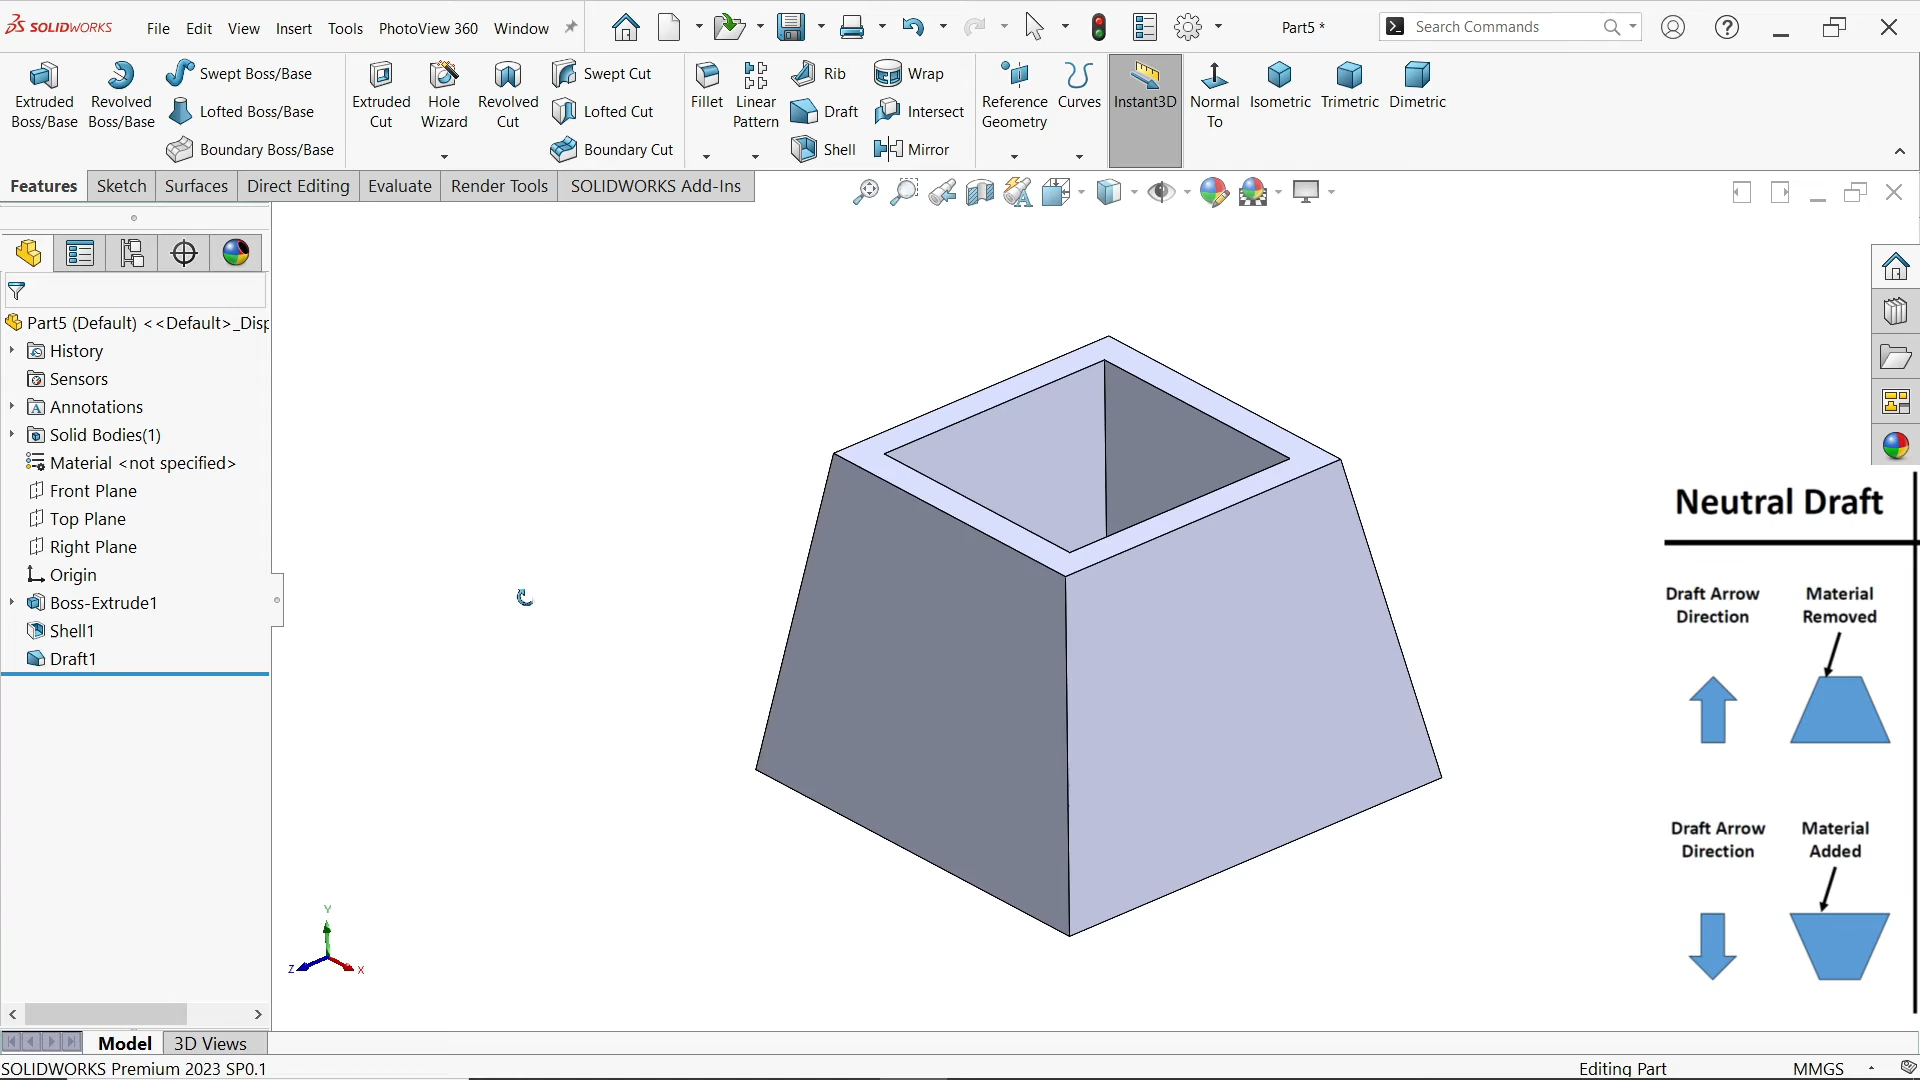 SOLIDWORKS
File Edit View Insert Tools PhotoView 360 Window
Part5 *
Search Commands
Extruded Boss/Base
Revolved Boss/Base
Swept Boss/Base
Lofted Boss/Base
Boundary Boss/Base
Extruded Cut
Hole Wizard
Revolved Cut
Swept Cut
Lofted Cut
Boundary Cut
Fillet
Linear Pattern
Rib
Draft
Shell
Wrap
Intersect
Mirror
Reference Geometry
Curves
Instant3D
Normal To
Isometric
Trimetric
Dimetric
Features Sketch Surfaces Direct Editing Evaluate Render Tools SOLIDWORKS Add-Ins
Part5 (Default) <<Default>_Disp
History
Sensors
Annotations
Solid Bodies(1)
Material <not specified>
Front Plane
Top Plane
Right Plane
Origin
Boss-Extrude1
Shell1
Draft1
Neutral Draft
Draft Arrow Direction
Material Removed
Draft Arrow Direction
Material Added
Y
Z
X
Model 3D Views
SOLIDWORKS Premium 2023 SP0.1
Editing Part
MMGS